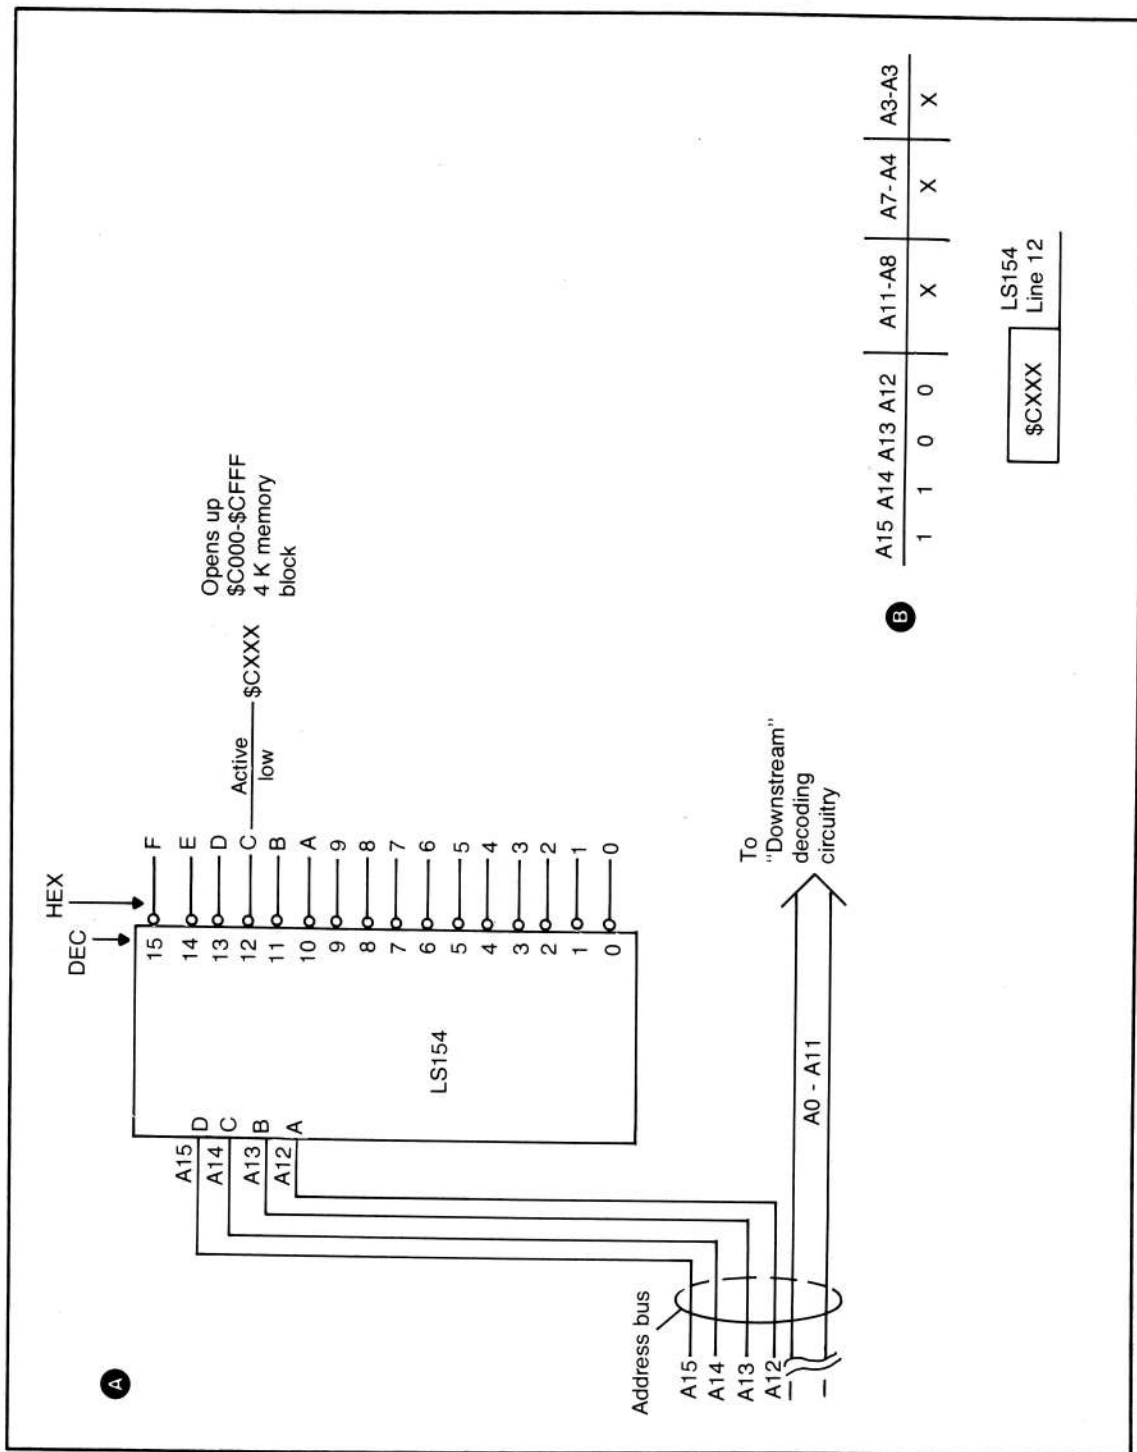 A
HEX
DEC
15 F
14 E
13 D
12 C
11 B
10 A
9 9
8 8
7 7
6 6
5 5
4 4
3 3
2 2
1 1
0 0
Active
low
$CXXX
Opens up
$C000-$CFFF
4 K memory
block
LS154
A15 D
A14 C
A13 B
A12 A
Address bus
A15
A14
A13
A12
A0 - A11
To
"Downstream"
decoding
circuitry
B
A15 A14 A13 A12 A11-A8 A7-A4 A3-A3
1 1 0 0 X X X
$CXXX
LS154
Line 12